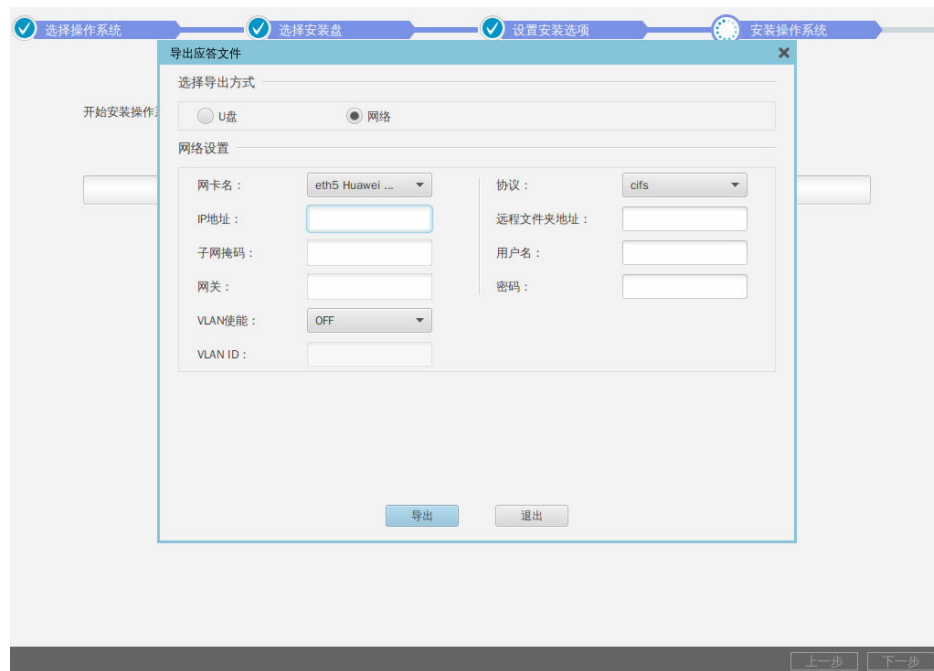 选择操作系统
选择安装盘
设置安装选项
安装操作系统
导出应答文件
选择导出方式
开始安装操作
U盘
网络
网络设置
网卡名：
eth5 Huawei ...
协议：
cifs
IP地址：
远程文件夹地址：
子网掩码：
用户名：
网关：
密码：
VLAN使能：
OFF
VLAN ID：
导出
退出
上一步
下一步